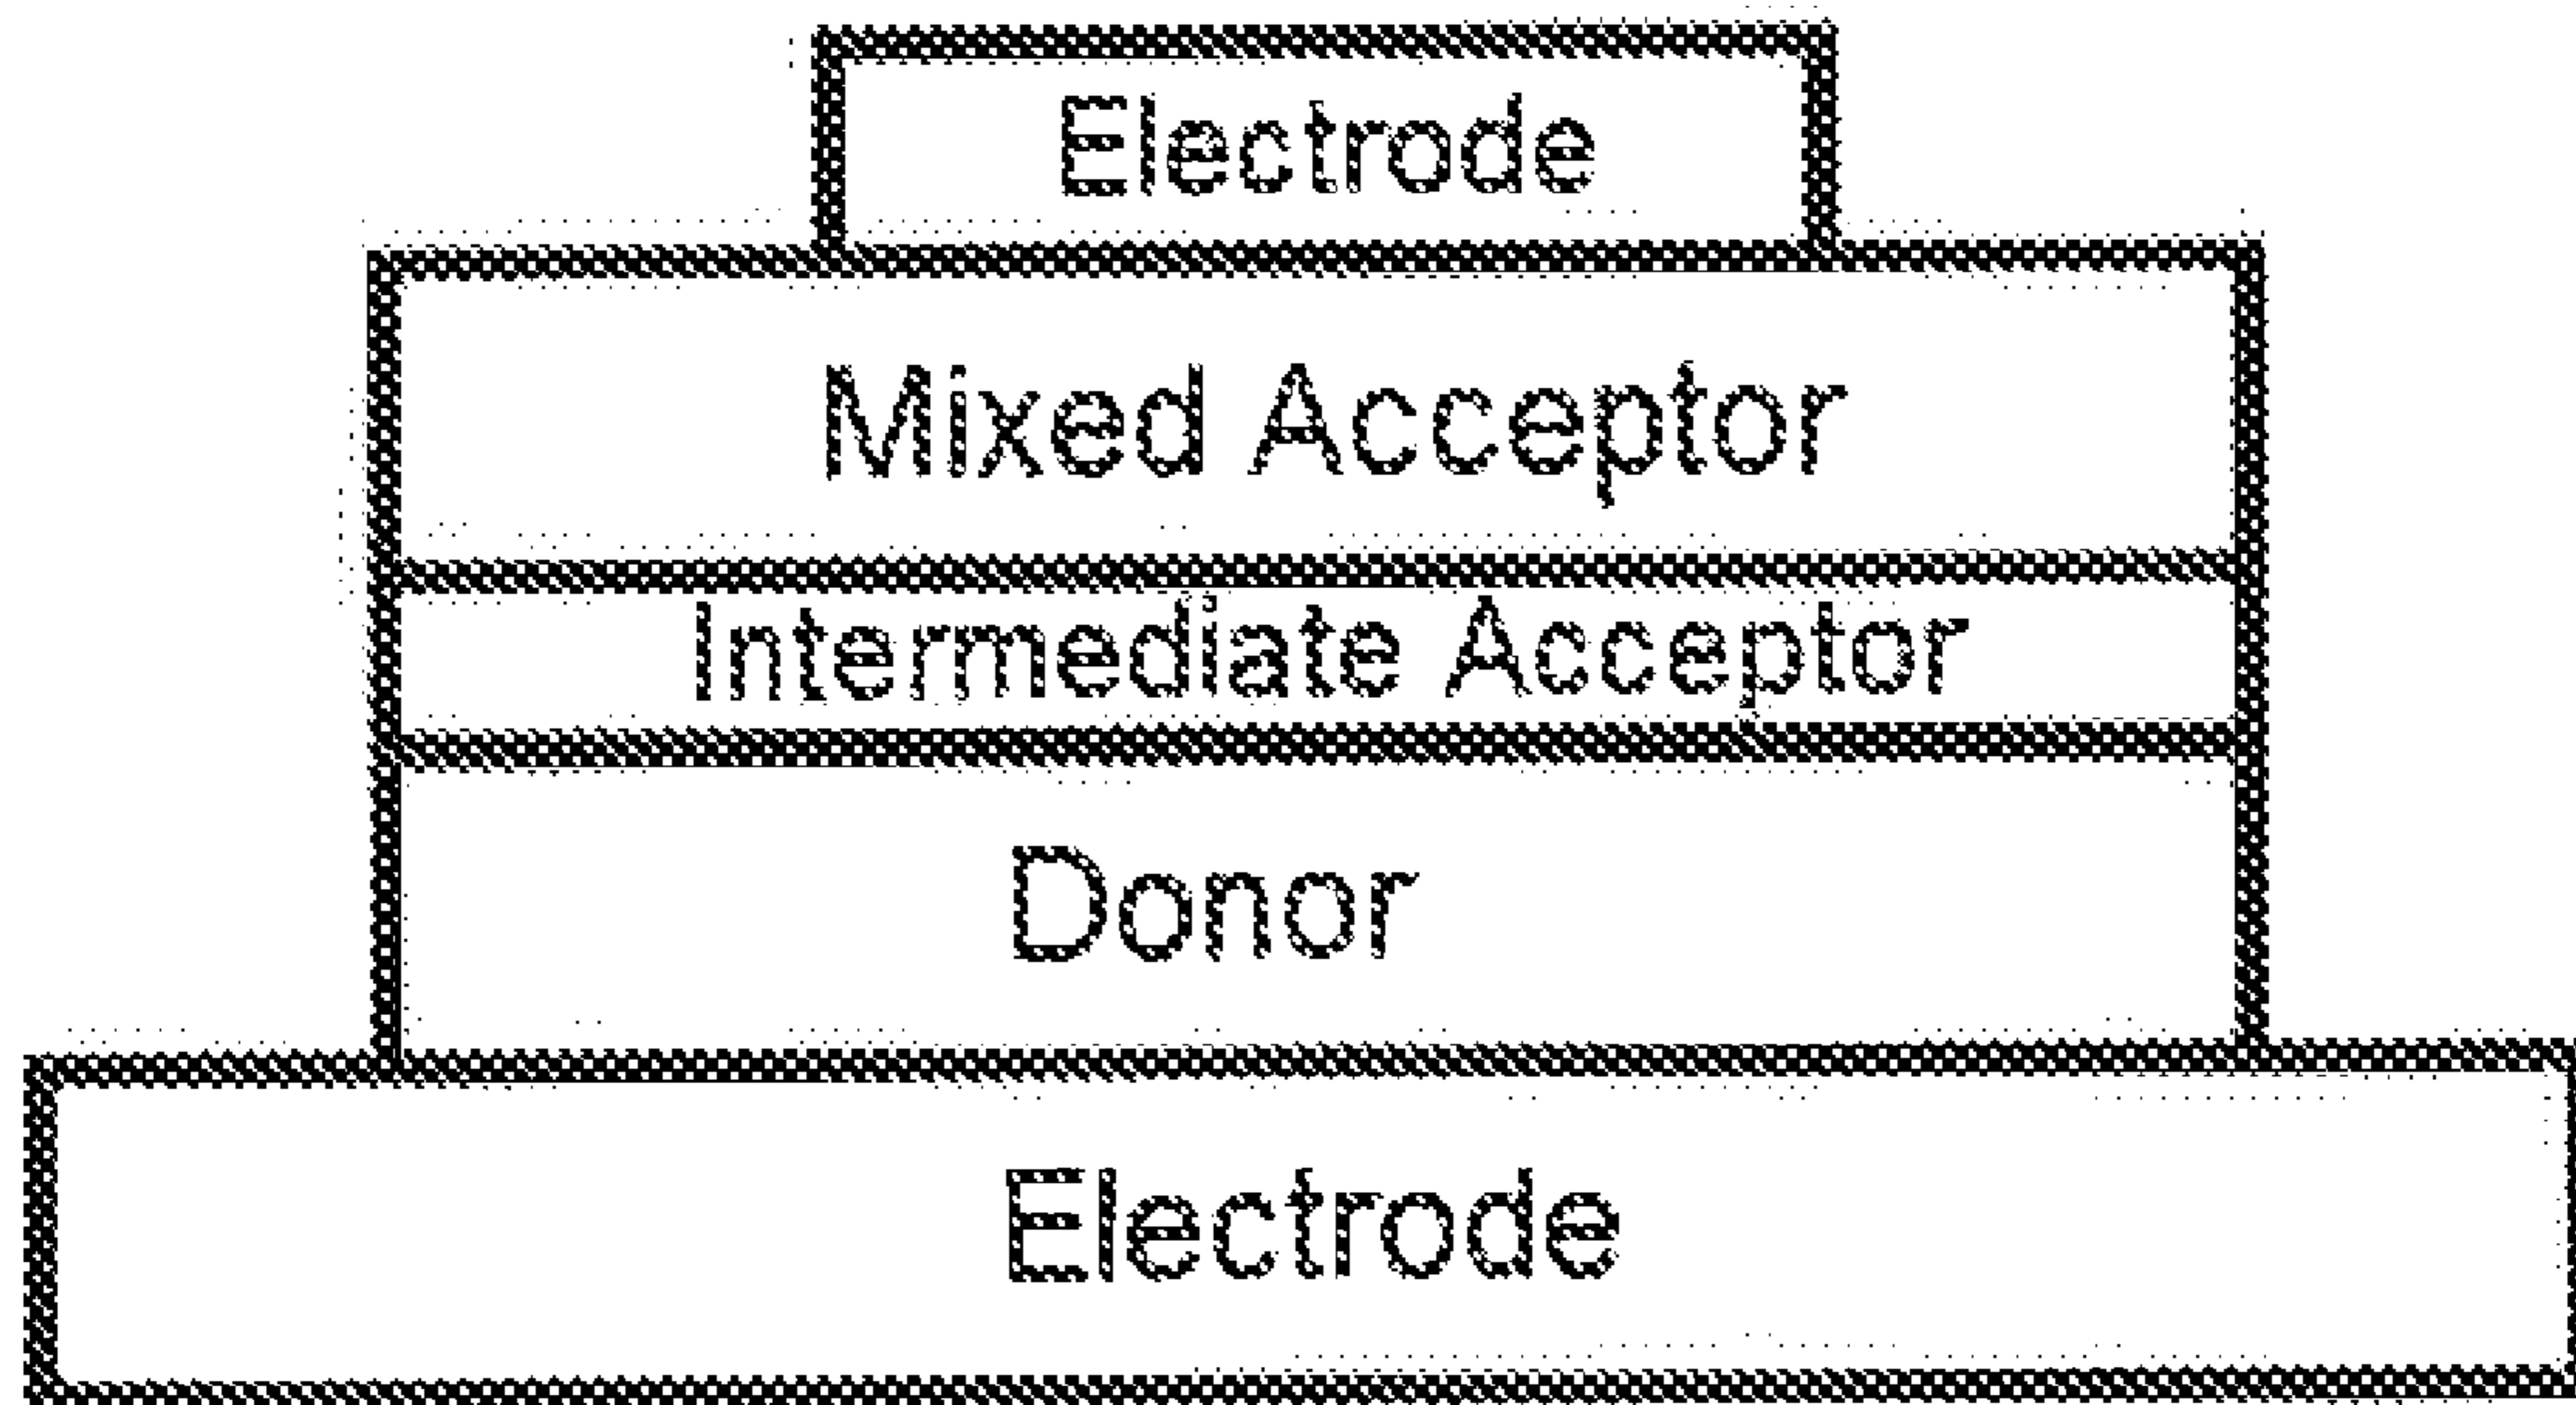 Electrode
Mixed Acceptor
Intermediate Acceptor
Donor
Electrode